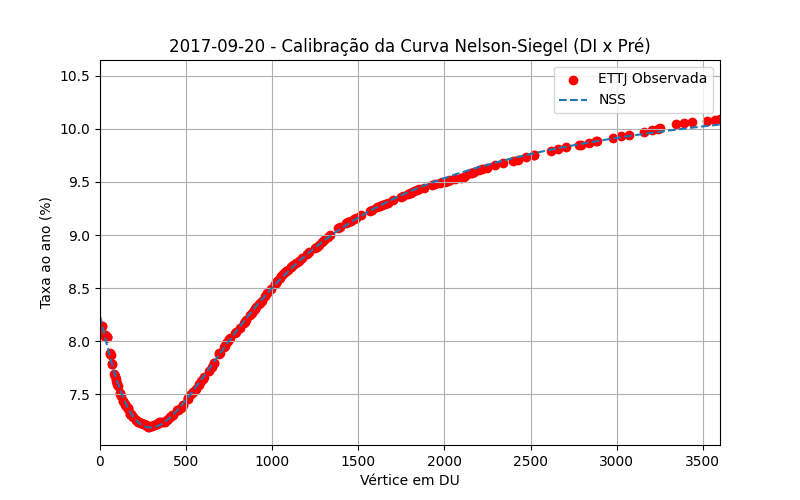 2017-09-20 - Calibração da Curva Nelson-Siegel (DI x Pré)
ETTJ Observada
NSS
Taxa ao ano (%)
10.5
10.0
9.5
9.0
8.5
8.0
7.5
0 500 1000 1500 2000 2500 3000 3500
Vértice em DU